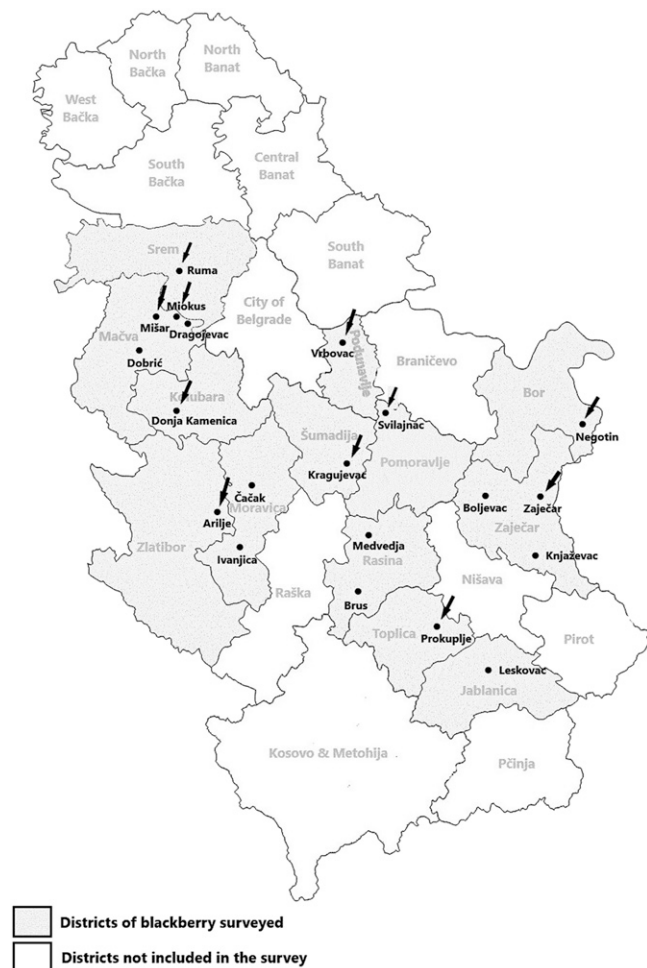 North
Bačka
North
Banat
West
Bačka
South
Bačka
Central
Banat
South
Banat
Srem
Ruma
City of
Belgrade
Miokus
Mišar
Dragojevac
Mačva
Dobrić
Vrbovac
Podunavlje
Braničevo
Bor
Kolubara
Donja Kamenica
Svilajnac
Negotin
Šumadija
Kragujevac
Pomoravlje
Čačak
Moravica
Boljevac
Zaječar
Zaječar
Arilje
Zlatibor
Ivanjica
Medvedja
Rasina
Knjaževac
Raška
Brus
Nišava
Toplica
Prokuplje
Pirot
Leskovac
Jablanica
Kosovo & Metohija
Pčinja
Districts of blackberry surveyed
Districts not included in the survey